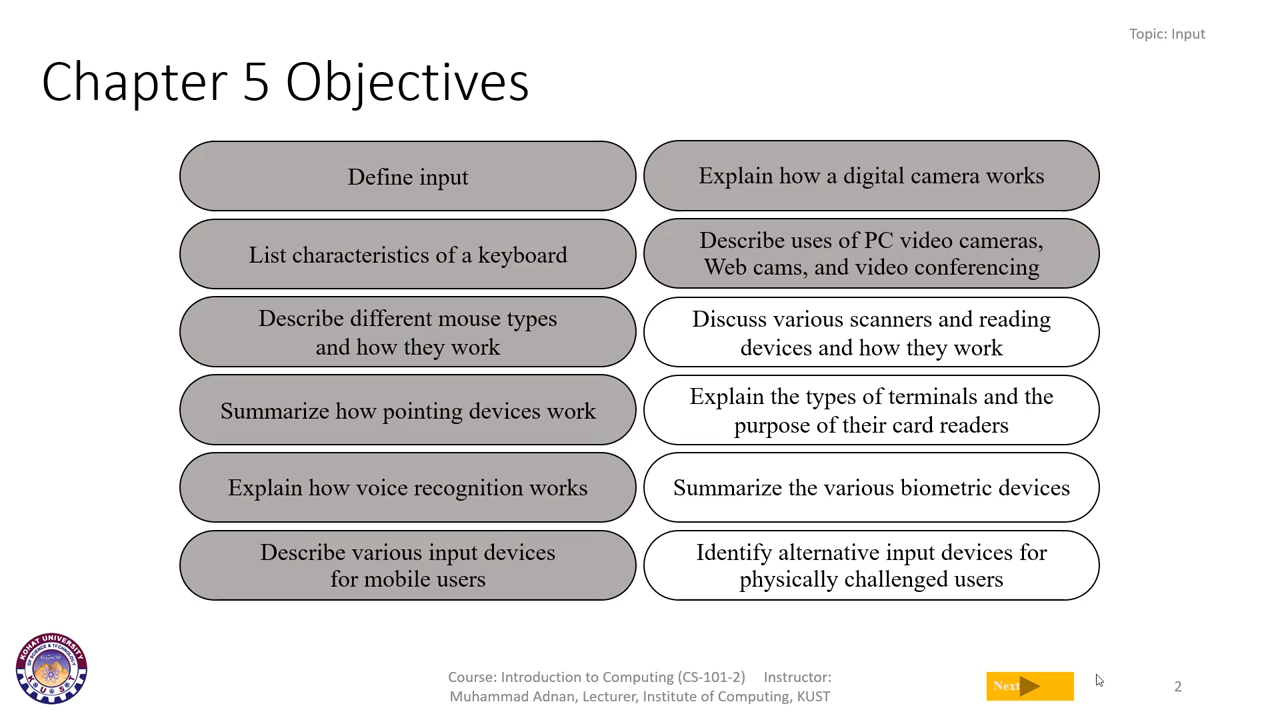 Topic: Input
Chapter 5 Objectives
Define input
List characteristics of a keyboard
Describe different mouse types
and how they work
Summarize how pointing devices work
Explain how voice recognition works
Describe various input devices
for mobile users
Explain how a digital camera works
Describe uses of PC video cameras,
Web cams, and video conferencing
Discuss various scanners and reading
devices and how they work
Explain the types of terminals and the
purpose of their card readers
Summarize the various biometric devices
Identify alternative input devices for
physically challenged users
KOHAT UNIVERSITY
OF SCIENCE & TECHNOLOGY
K U S T
Course: Introduction to Computing (CS-101-2) Instructor:
Muhammad Adnan, Lecturer, Institute of Computing, KUST
Next
2